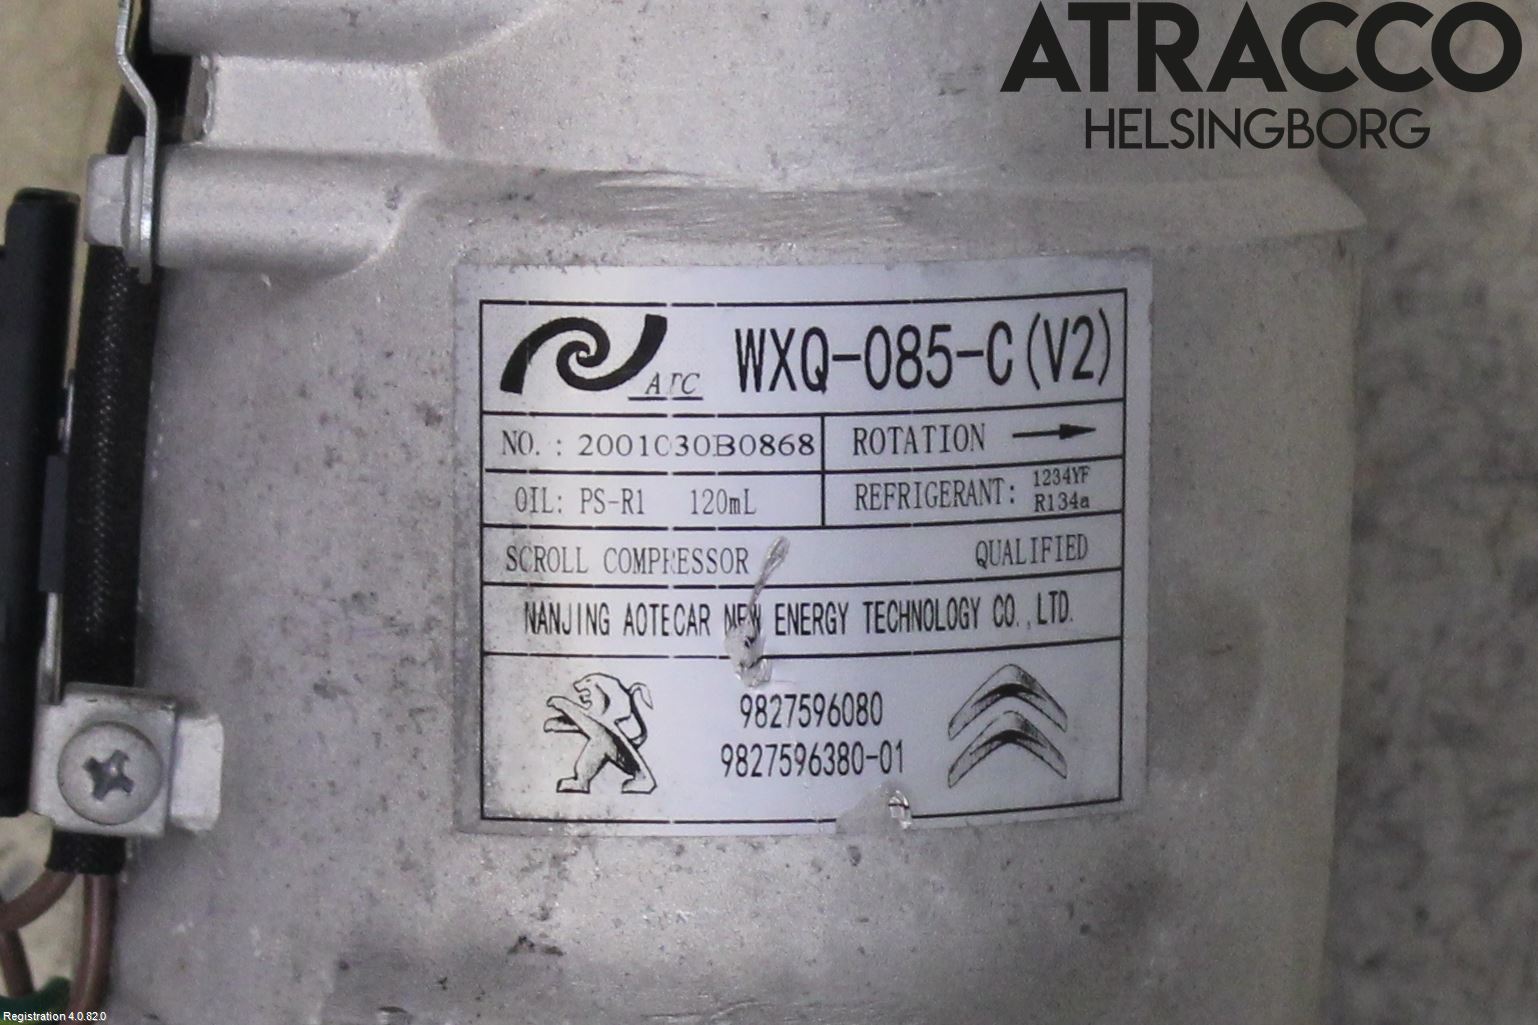 ATRACCO
HELSINGBORG
ATC WXQ-085-C(V2)
NO.: 2001030B0868 ROTATION
OIL: PS-R1 120mL REFRIGERANT: 1234YF R134a
SCROLL COMPRESSOR QUALIFIED
NANJING AOTECAR NEW ENERGY TECHNOLOGY CO.,LTD.
9827596080
9827596380-01
Registration 4.0.82.0